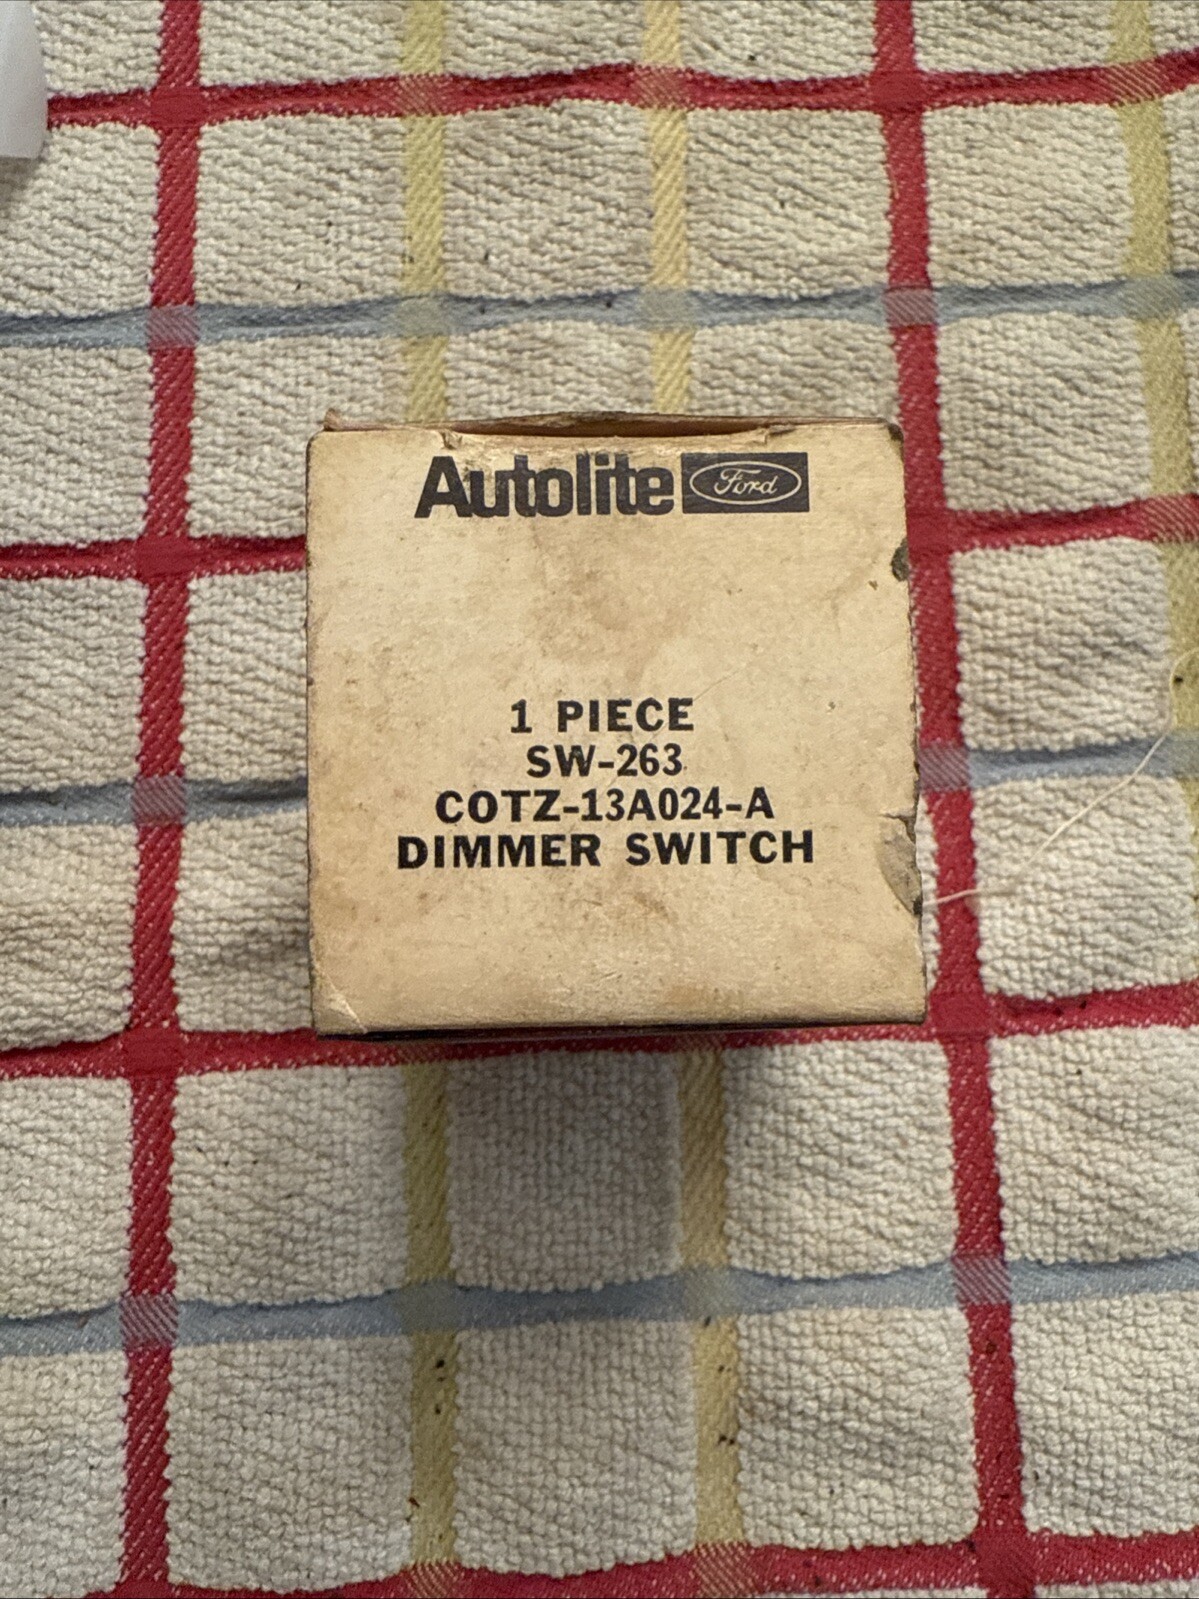 Autolite Ford
1 PIECE
SW-263
COTZ-13A024-A
DIMMER SWITCH